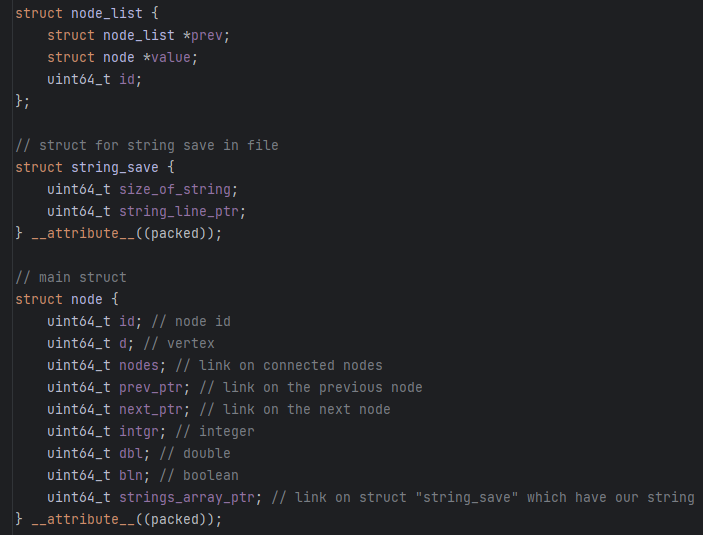 struct node_list {
    struct node_list *prev;
    struct node *value;
    uint64_t id;
};

// struct for string save in file
struct string_save {
    uint64_t size_of_string;
    uint64_t string_line_ptr;
} __attribute__((packed));

// main struct
struct node {
    uint64_t id; // node id
    uint64_t d; // vertex
    uint64_t nodes; // link on connected nodes
    uint64_t prev_ptr; // link on the previous node
    uint64_t next_ptr; // link on the next node
    uint64_t intgr; // integer
    uint64_t dbl; // double
    uint64_t bln; // boolean
    uint64_t strings_array_ptr; // link on struct "string_save" which have our string
} __attribute__((packed));